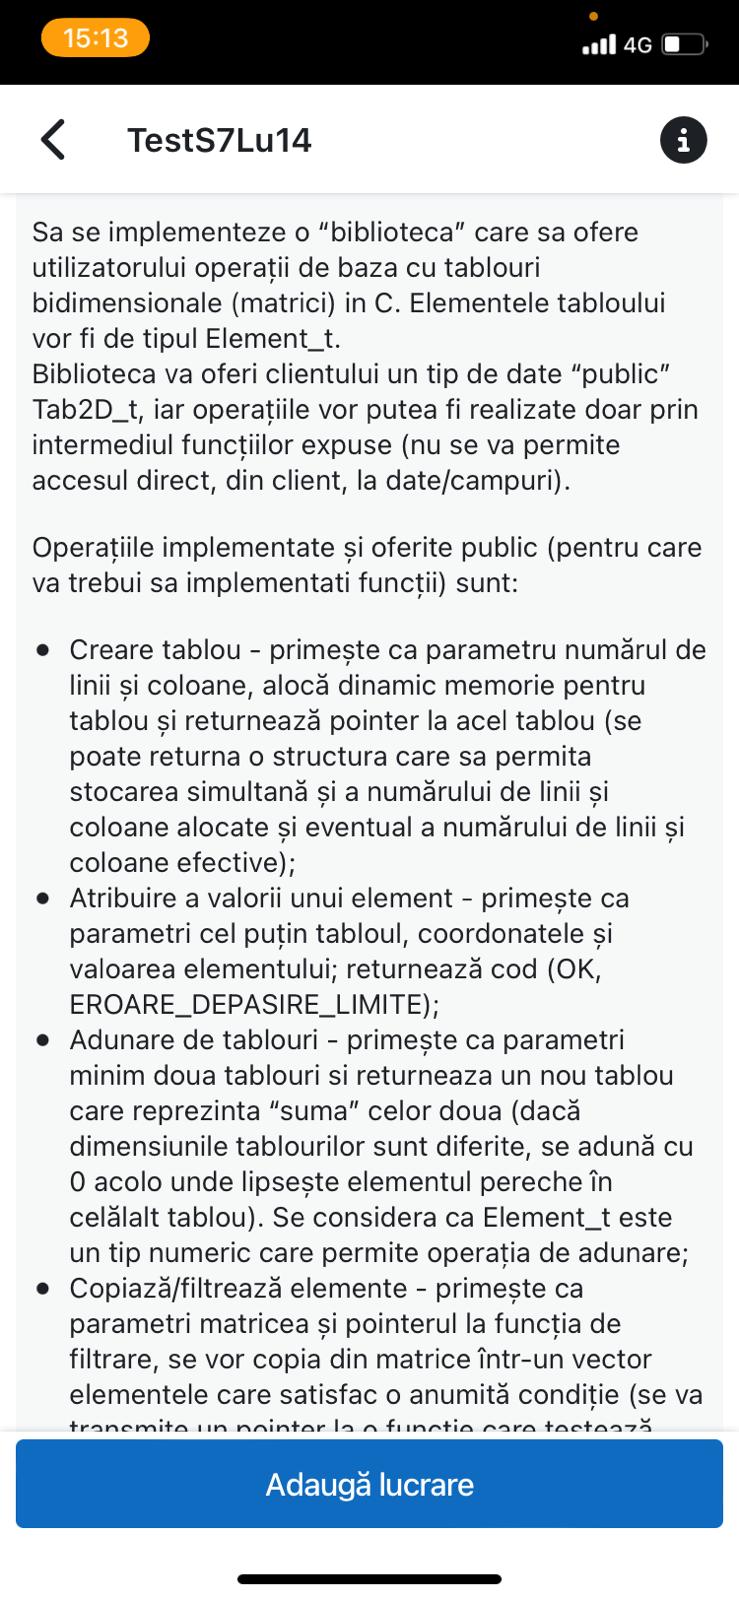 15:13
4G
TestS7Lu14
Sa se implementeze o “biblioteca” care sa ofere
utilizatorului operații de baza cu tablouri
bidimensionale (matrici) in C. Elementele tabloului
vor fi de tipul Element_t.
Biblioteca va oferi clientului un tip de date “public”
Tab2D_t, iar operațiile vor putea fi realizate doar prin
intermediul funcțiilor expuse (nu se va permite
accesul direct, din client, la date/campuri).
Operațiile implementate și oferite public (pentru care
va trebui sa implementati funcții) sunt:
• Creare tablou - primește ca parametru numărul de
linii și coloane, alocă dinamic memorie pentru
tablou și returnează pointer la acel tablou (se
poate returna o structura care sa permita
stocarea simultană și a numărului de linii și
coloane alocate și eventual a numărului de linii și
coloane efective);
• Atribuire a valorii unui element - primește ca
parametri cel puțin tabloul, coordonatele și
valoarea elementului; returnează cod (OK,
EROARE_DEPASIRE_LIMITE);
• Adunare de tablouri - primește ca parametri
minim doua tablouri si returneaza un nou tablou
care reprezinta “suma” celor doua (dacă
dimensiunile tablourilor sunt diferite, se adună cu
0 acolo unde lipsește elementul pereche în
celălalt tablou). Se considera ca Element_t este
un tip numeric care permite operația de adunare;
• Copiază/filtrează elemente - primește ca
parametri matricea și pointerul la funcția de
filtrare, se vor copia din matrice într-un vector
elementele care satisfac o anumită condiție (se va
transmite un pointer la o funcție care testează
Adaugă lucrare